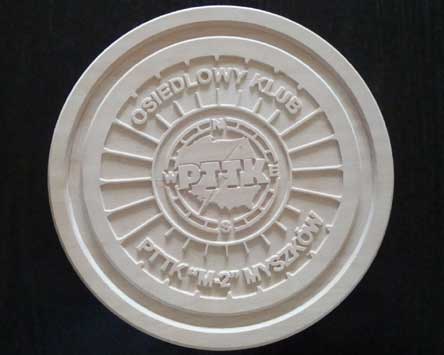 OSIEDLOWY KLUB
N
W PTTK E
S
PTTK "M-2" MYSZKÓW